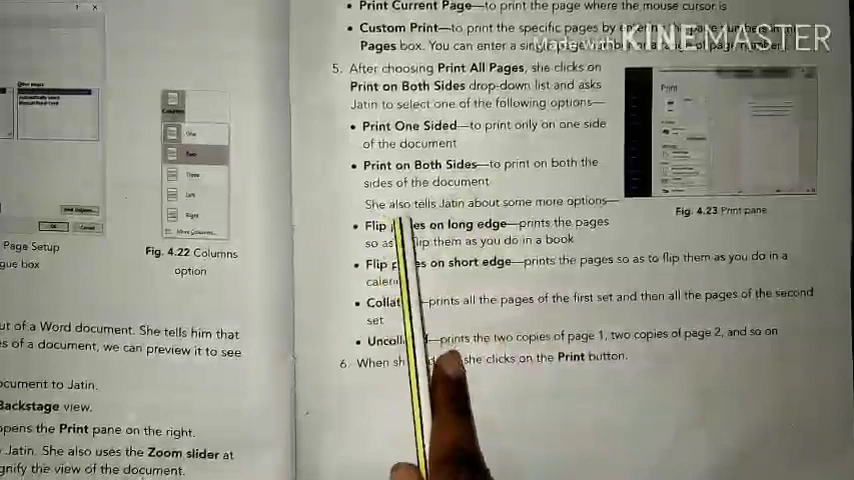 Page Setup
gue box
Columns
One
Two
Three
Left
Right
More Columns...
Fig. 4.22 Columns
option
ut of a Word document. She tells him that
es of a document, we can preview it to see
ocument to Jatin.
Backstage view.
opens the Print pane on the right.
Jatin. She also uses the Zoom slider at
gnify the view of the document.
• Print Current Page—to print the page where the mouse cursor is
• Custom Print—to print the specific pages by
Pages box. You can enter a
Made with KINEMASTER
5. After choosing Print All Pages, she clicks on
Print on Both Sides drop-down list and asks
Jatin to select one of the following options—
• Print One Sided—to print only on one side
of the document
• Print on Both Sides—to print on both the
sides of the document
She also tells Jatin about some more options—
Print
Fig. 4.23 Print pane
• Flip on long edge—prints the pages
so as flip them as you do in a book
• Flip on short edge—prints the pages so as to flip them as you do in a
• prints all the pages of the first set and then all the pages of the second
set
• prints the two copies of page 1, two copies of page 2, and so on
6. When she clicks on the Print button.